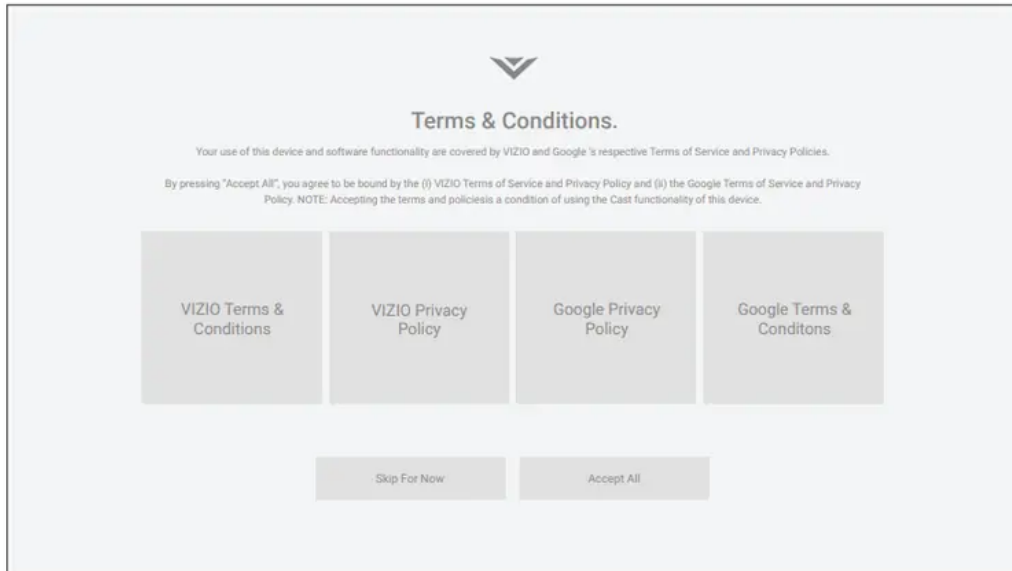 Terms & Conditions.
Your use of this device and software functionality are covered by VIZIO and Google 's respective Terms of Service and Privacy Policies.
By pressing "Accept All", you agree to be bound by the (i) VIZIO Terms of Service and Privacy Policy and (ii) the Google Terms of Service and Privacy
Policy. NOTE: Accepting the terms and policiesis a condition of using the Cast functionality of this device.
VIZIO Terms &
Conditions
VIZIO Privacy
Policy
Google Privacy
Policy
Google Terms &
Conditons
Skip For Now
Accept All